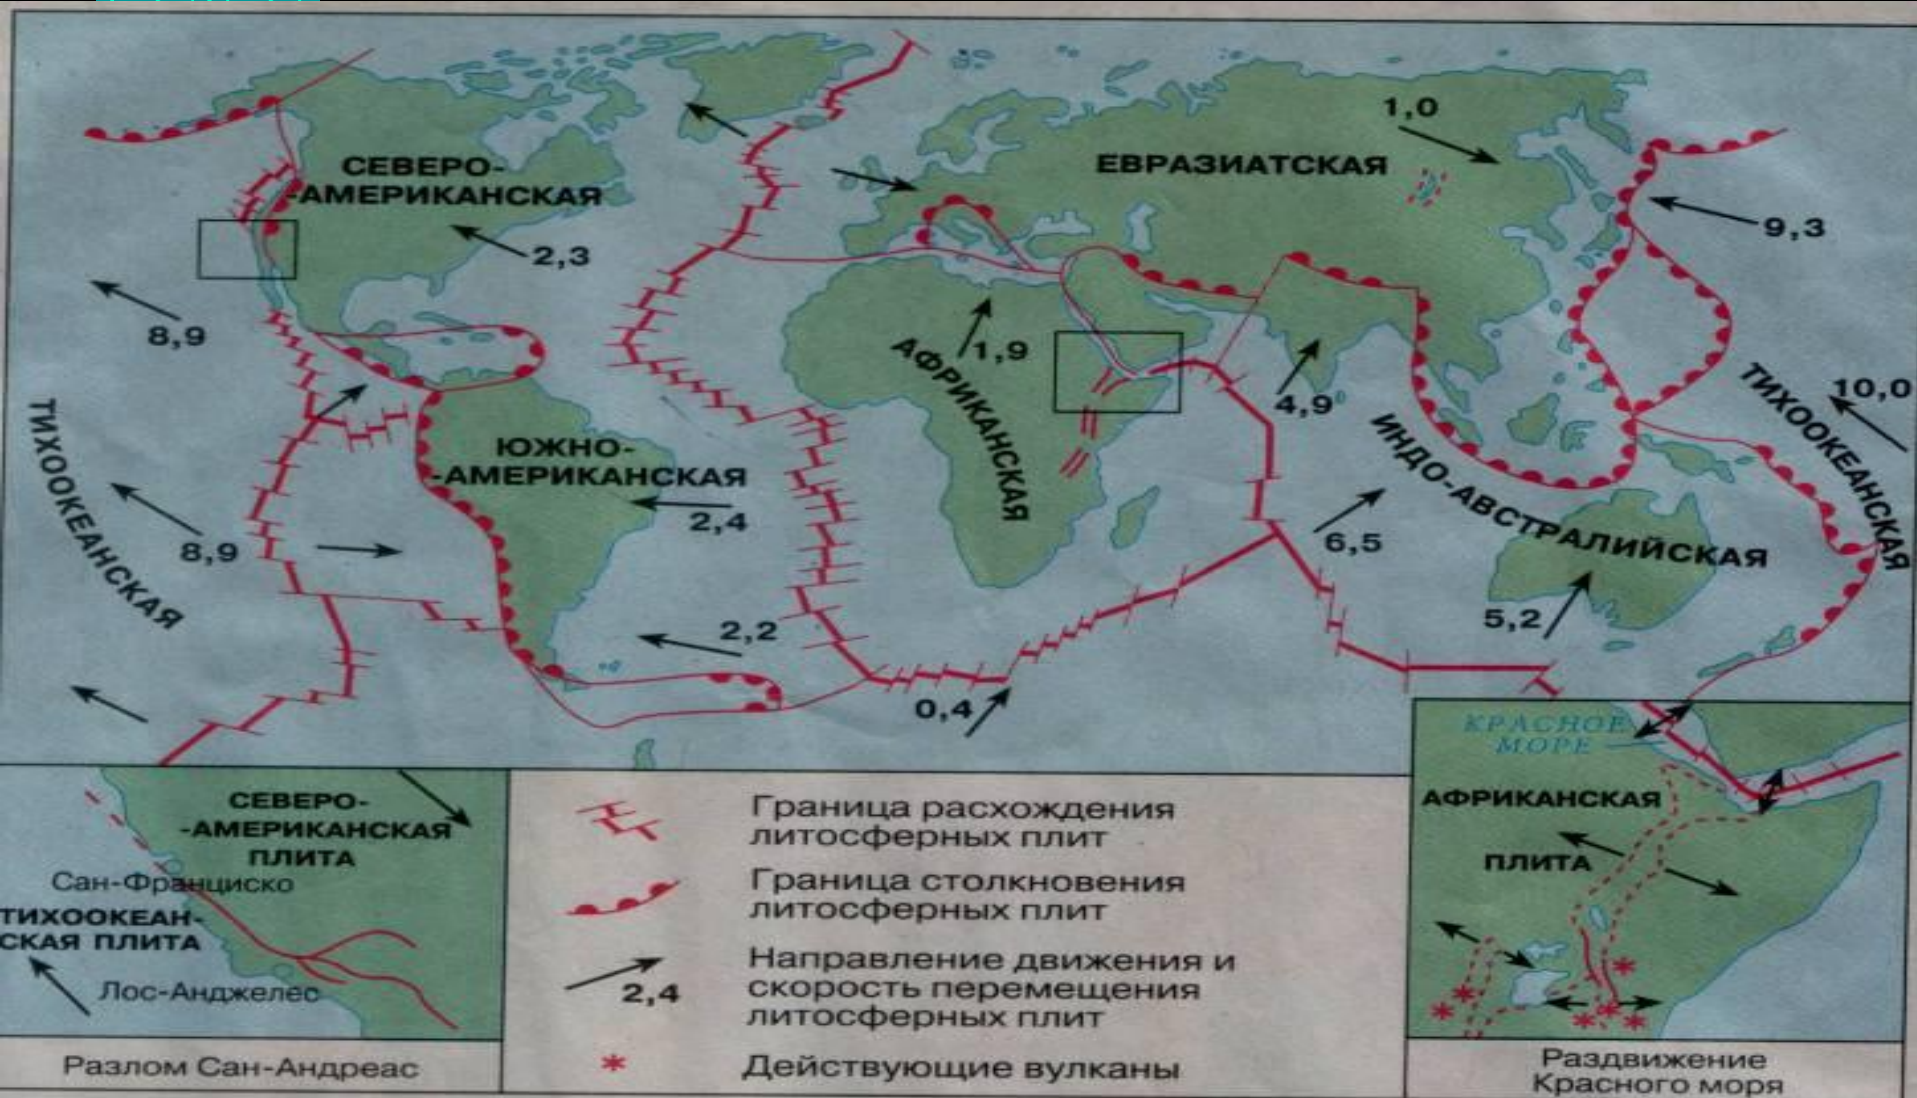 СЕВЕРО-
-АМЕРИКАНСКАЯ
ЕВРАЗИАТСКАЯ
1,0
9,3
2,3
8,9
АФРИКАНСКАЯ
1,9
4,9
ТИХООКЕАНСКАЯ
10,0
ТИХООКЕАНСКАЯ
ЮЖНО-
-АМЕРИКАНСКАЯ
2,4
ИНДО-АВСТРАЛИЙСКАЯ
8,9
6,5
5,2
2,2
0,4
СЕВЕРО-
-АМЕРИКАНСКАЯ
ПЛИТА
Сан-Франциско
ТИХООКЕАН-
СКАЯ ПЛИТА
Лос-Анджелес
Разлом Сан-Андреас
Граница расхождения
литосферных плит
Граница столкновения
литосферных плит
Направление движения и
скорость перемещения
литосферных плит
2,4
Действующие вулканы
КРАСНОЕ
МОРЕ
АФРИКАНСКАЯ
ПЛИТА
Раздвижение
Красного моря